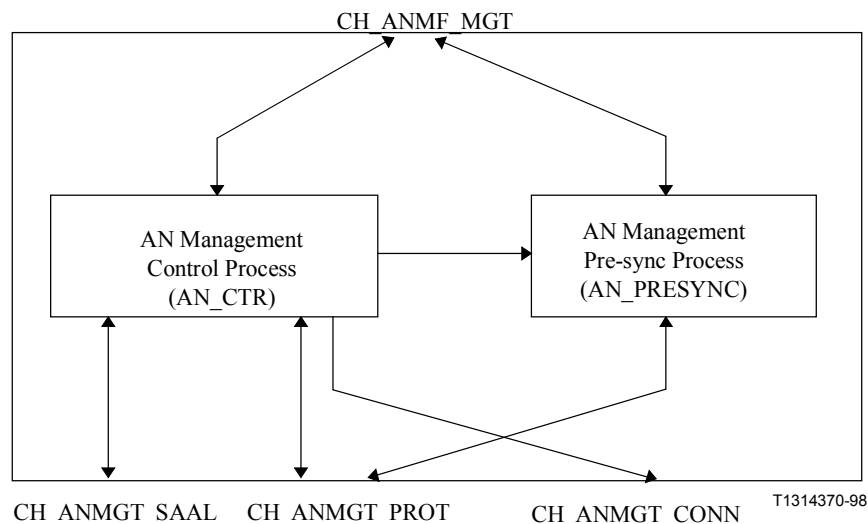 CH_ANMF_MGT
AN Management
Control Process
(AN_CTR)
AN Management
Pre-sync Process
(AN_PRESYNC)
CH_ANMGT_SAAL
CH_ANMGT_PROT
CH_ANMGT_CONN
T1314370-98